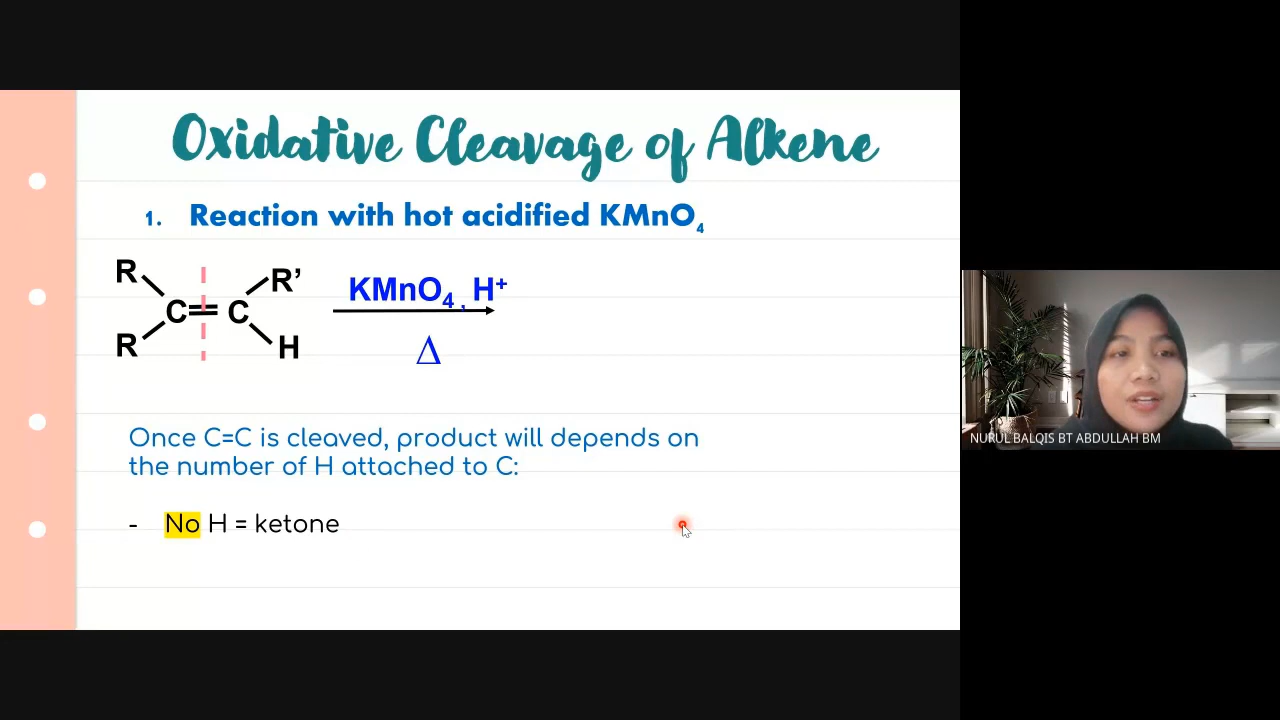 Oxidative Cleavage of Alkene
1. Reaction with hot acidified KMnO₄
R R'
C=C
R H
KMnO₄, H⁺
Δ
Once C=C is cleaved, product will depends on
the number of H attached to C:
- No H = ketone
NURUL BALQIS BT ABDULLAH BM